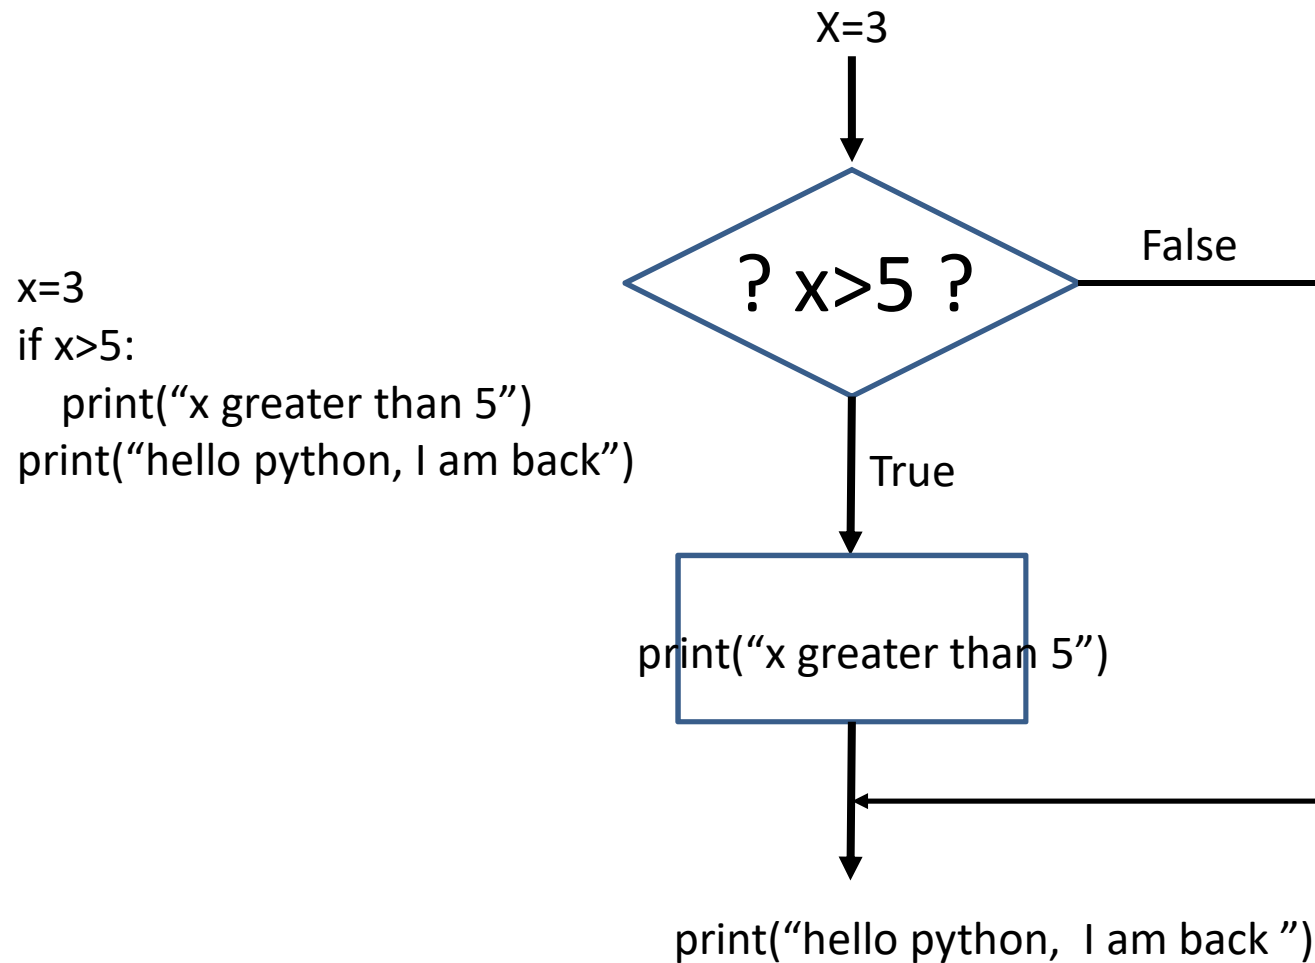 X=3
? x>5 ?
False
x=3
if x>5:
print(“x greater than 5”)
print(“hello python, I am back”)
True
print(“x greater than 5”)
print(“hello python,  I am back ”)